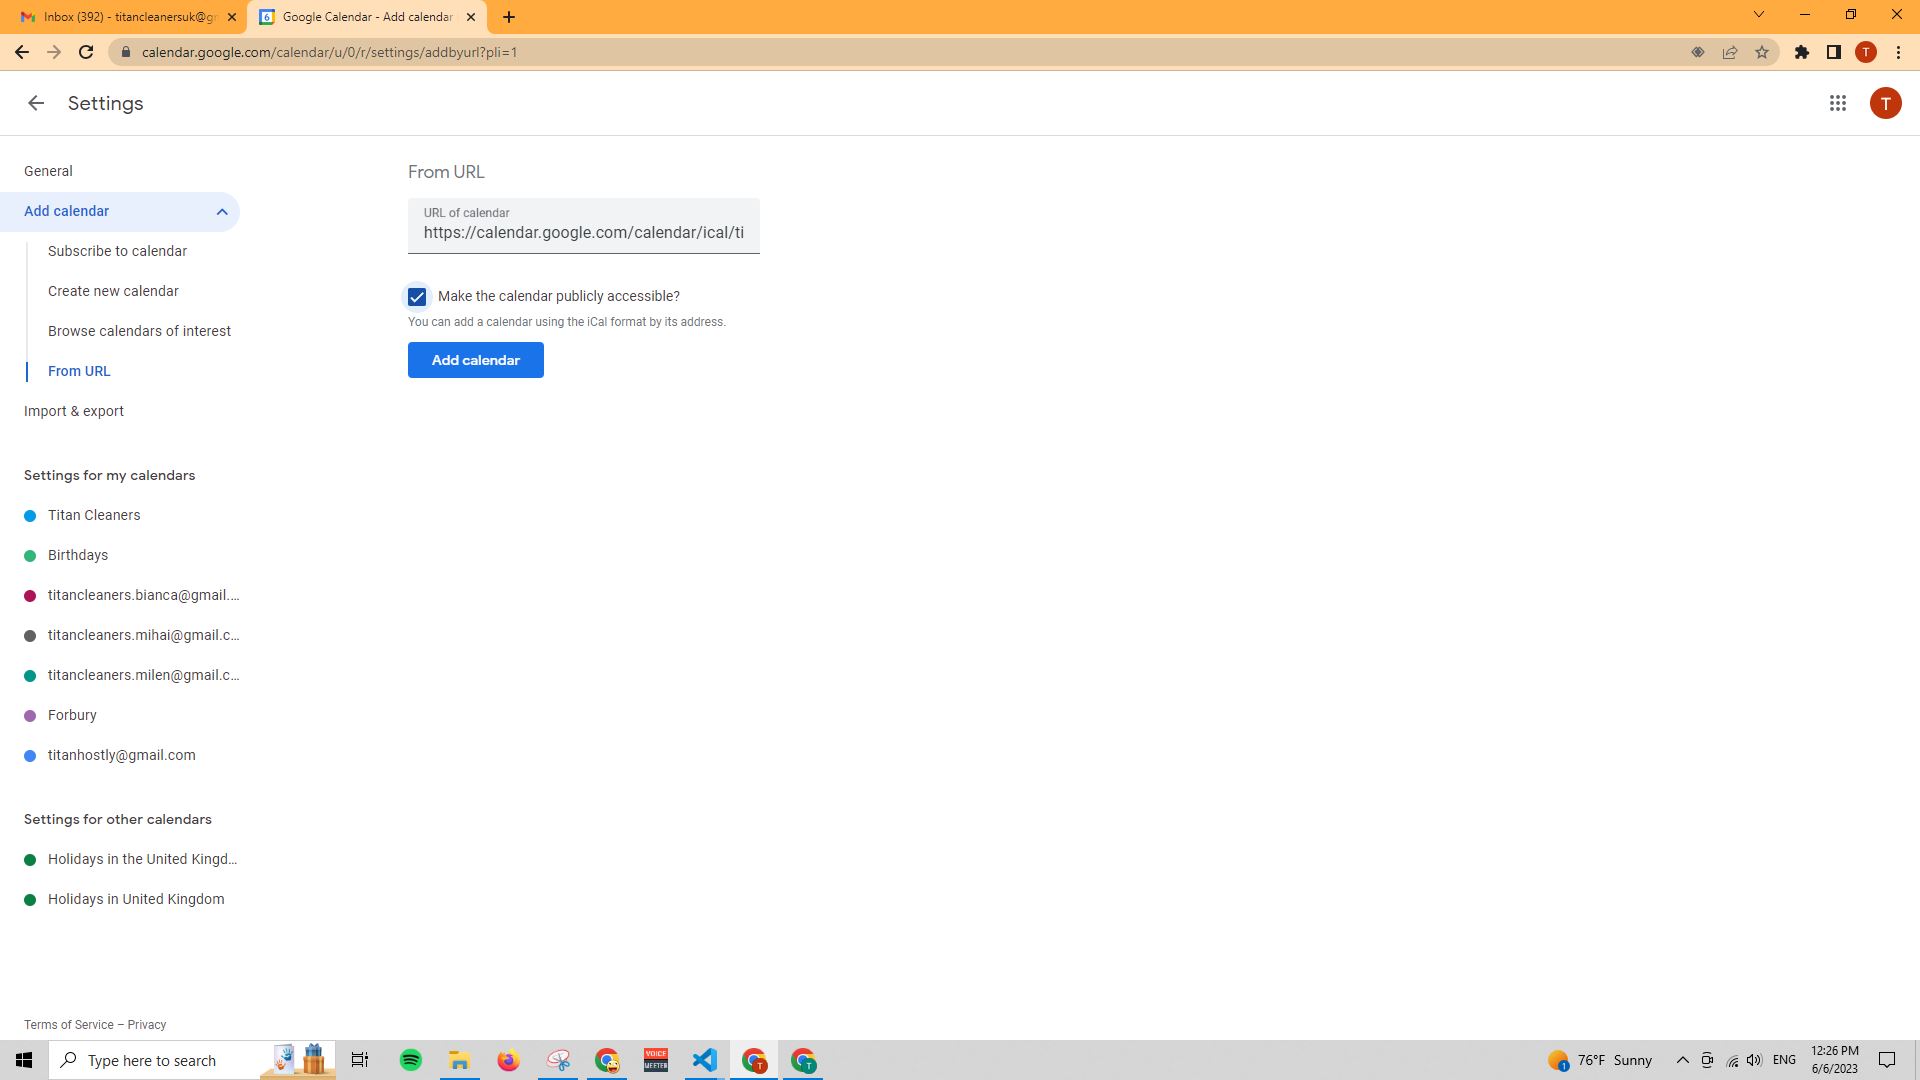 Inbox (392) - titancleanersuk@gm
Google Calendar - Add calendar
calendar.google.com/calendar/u/0/r/settings/addbyurl?pli=1
T
Settings
T
General
Add calendar
Subscribe to calendar
Create new calendar
Browse calendars of interest
From URL
Import & export
Settings for my calendars
Titan Cleaners
Birthdays
titancleaners.bianca@gmail.…
titancleaners.mihai@gmail.c…
titancleaners.milen@gmail.c…
Forbury
titanhostly@gmail.com
Settings for other calendars
Holidays in the United Kingd…
Holidays in United Kingdom
Terms of Service – Privacy
From URL
URL of calendar
https://calendar.google.com/calendar/ical/ti
Make the calendar publicly accessible?
You can add a calendar using the iCal format by its address.
Add calendar
Type here to search
VOICE
MEETER
T
T
1
76°F Sunny
ENG
12:26 PM
6/6/2023